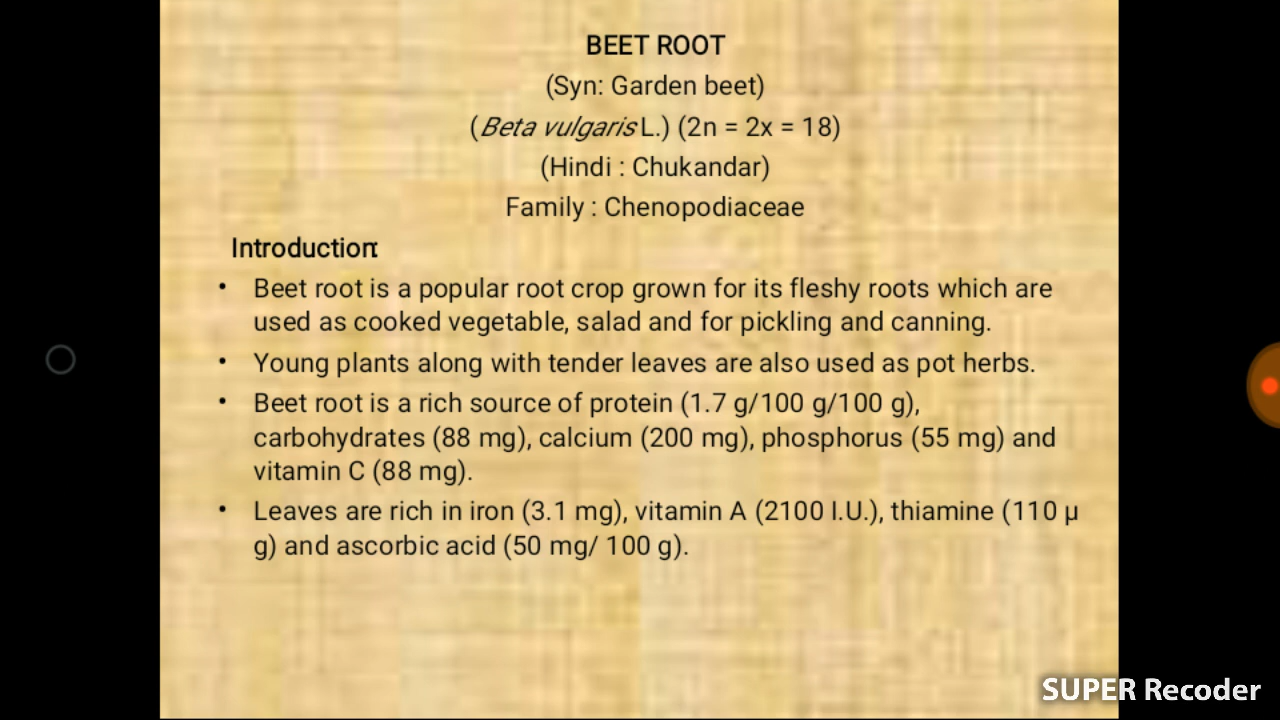 BEET ROOT
(Syn: Garden beet)
(Beta vulgaris L.) (2n = 2x = 18)
(Hindi : Chukandar)
Family : Chenopodiaceae
Introduction:
• Beet root is a popular root crop grown for its fleshy roots which are
used as cooked vegetable, salad and for pickling and canning.
• Young plants along with tender leaves are also used as pot herbs.
• Beet root is a rich source of protein (1.7 g/100 g/100 g),
carbohydrates (88 mg), calcium (200 mg), phosphorus (55 mg) and
vitamin C (88 mg).
• Leaves are rich in iron (3.1 mg), vitamin A (2100 I.U.), thiamine (110 µ
g) and ascorbic acid (50 mg/ 100 g).
SUPER Recoder